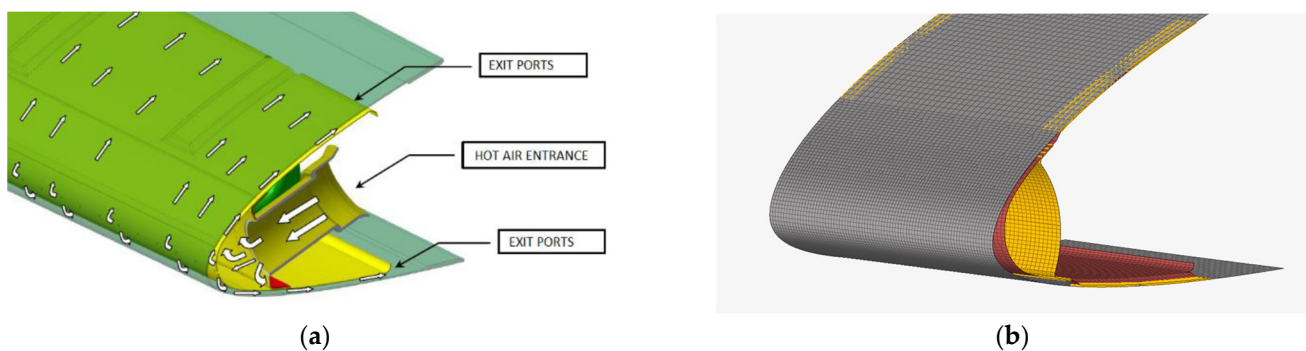 EXIT PORTS
HOT AIR ENTRANCE
EXIT PORTS
(a)
(b)